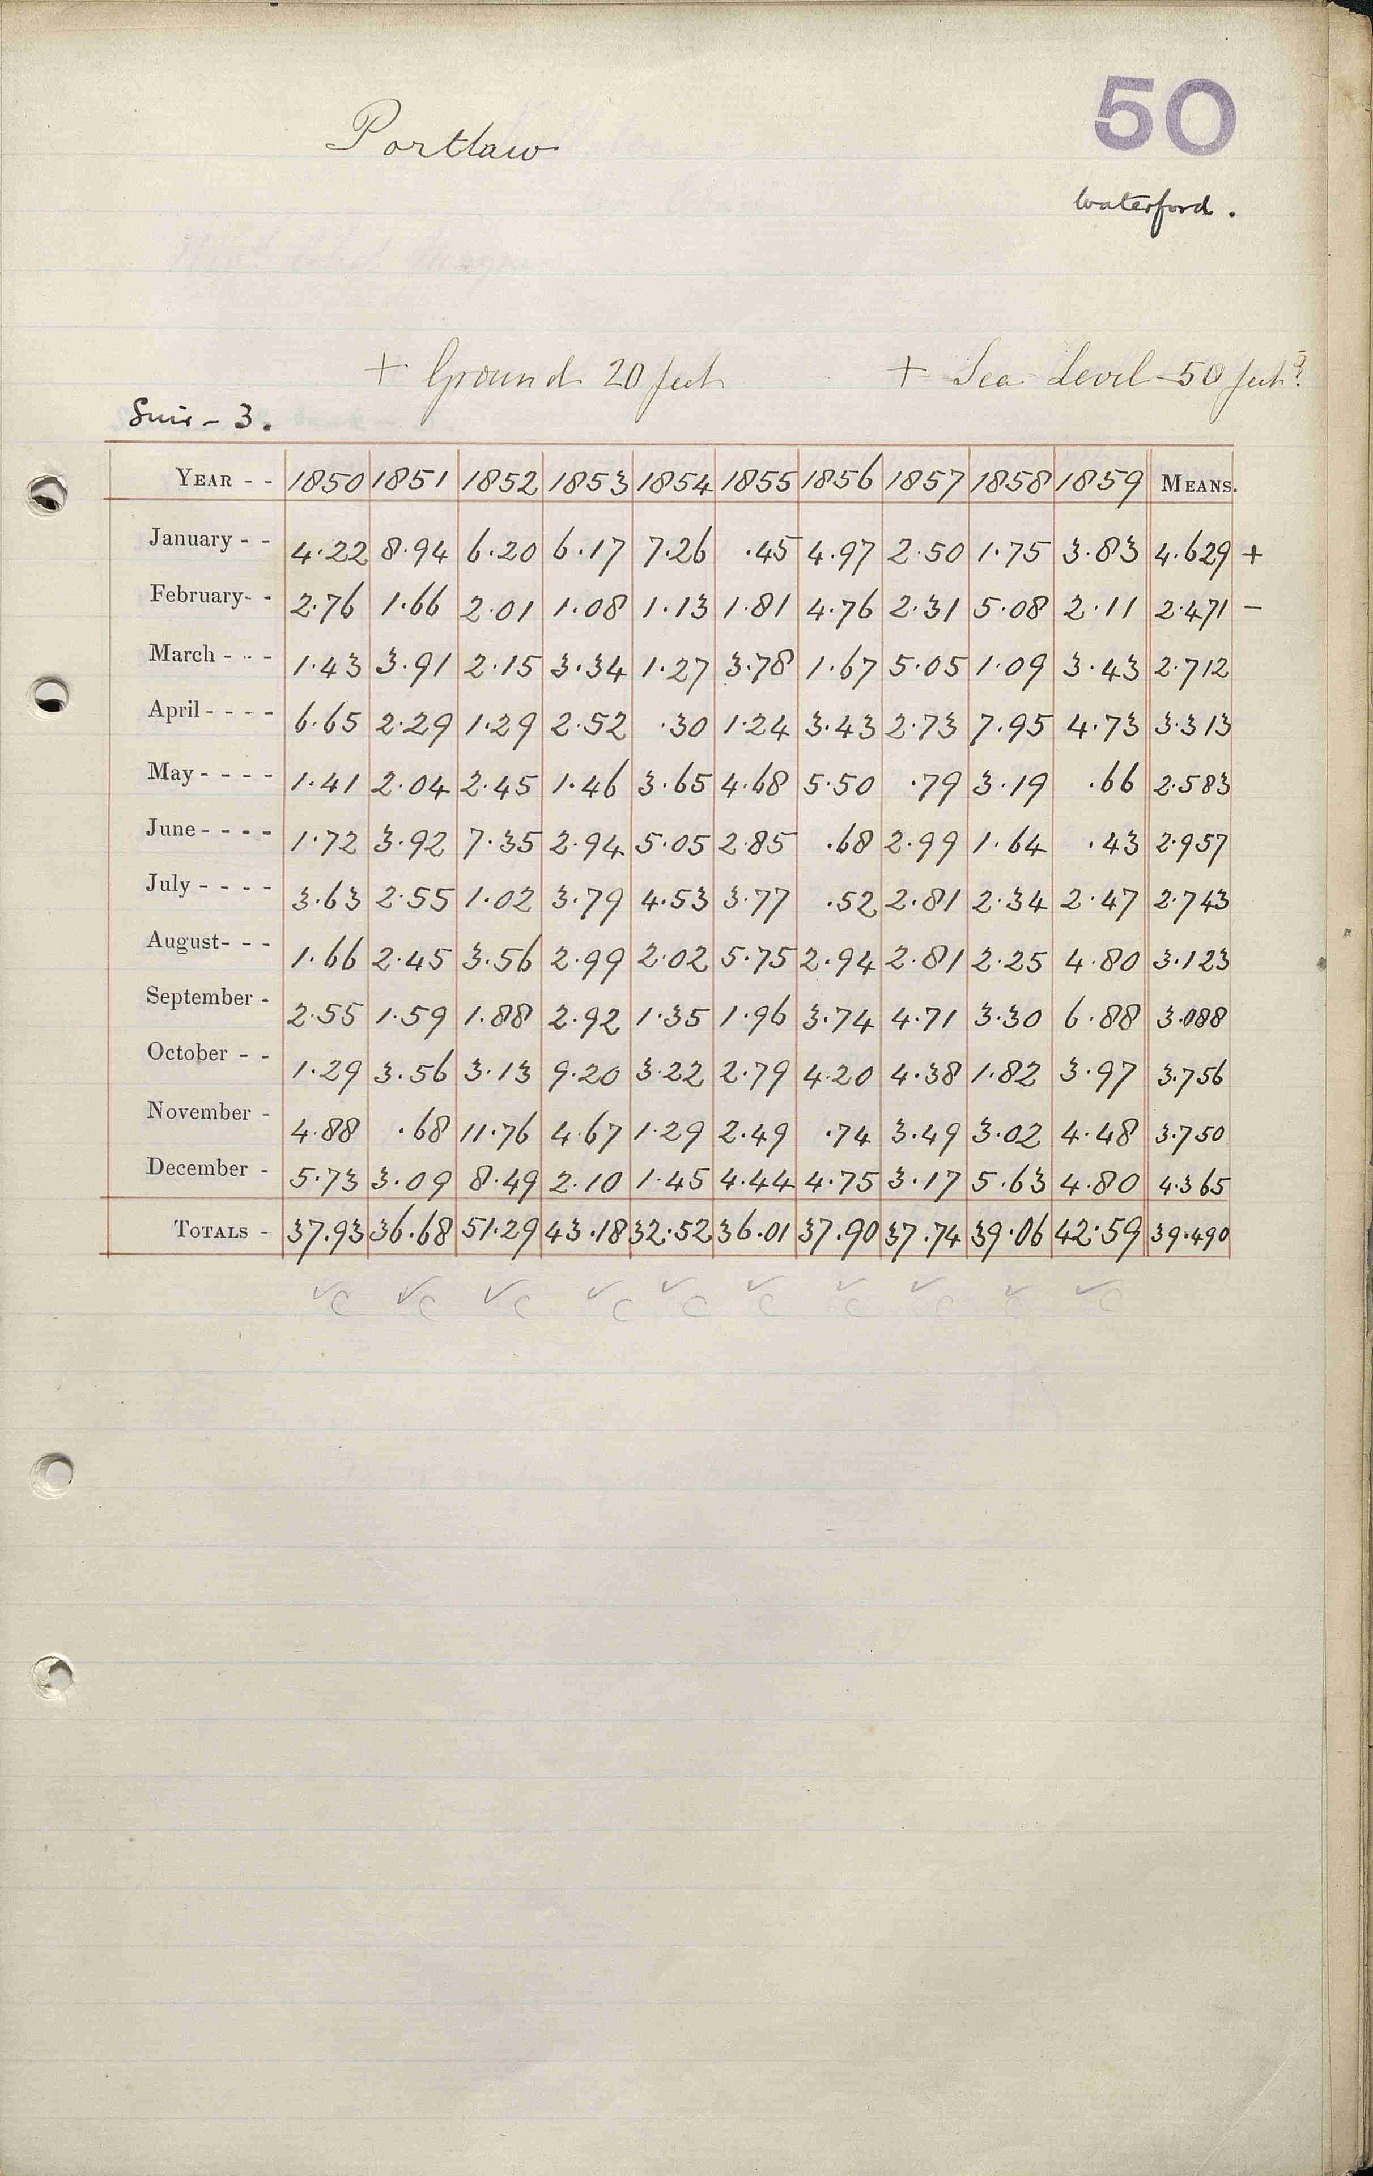 50
Portlaw
Waterford.
+ Ground 20 feet + Sea Level 50 feet?
Suir - 3.
YEAR - - 1850 1851 1852 1853 1854 1855 1856 1857 1858 1859 MEANS.
January - - 4.22 8.94 6.20 6.17 7.26 .45 4.97 2.50 1.75 3.83 4.629 +
February- - 2.76 1.66 2.01 1.08 1.13 1.81 4.76 2.31 5.08 2.11 2.471 -
March - - - 1.43 3.91 2.15 3.34 1.27 3.78 1.67 5.05 1.09 3.43 2.712
April - - - - 6.65 2.29 1.29 2.52 .30 1.24 3.43 2.73 7.95 4.73 3.313
May - - - - 1.41 2.04 2.45 1.46 3.65 4.68 5.50 .79 3.19 .66 2.583
June - - - - 1.72 3.92 7.35 2.94 5.05 2.85 .68 2.99 1.64 .43 2.957
July - - - - 3.63 2.55 1.02 3.79 4.53 3.77 .52 2.81 2.34 2.47 2.743
August- - - 1.66 2.45 3.56 2.99 2.02 5.75 2.94 2.81 2.25 4.80 3.123
September - 2.55 1.59 1.88 2.92 1.35 1.96 3.74 4.71 3.30 6.88 3.088
October - - 1.29 3.56 3.13 9.20 3.22 2.79 4.20 4.38 1.82 3.97 3.756
November - 4.88 .68 11.76 4.67 1.29 2.49 .74 3.49 3.02 4.48 3.750
December - 5.73 3.09 8.49 2.10 1.45 4.44 4.75 3.17 5.63 4.80 4.365
TOTALS - 37.93 36.68 51.29 43.18 32.52 36.01 37.90 37.74 39.06 42.59 39.490
✓c ✓c ✓c ✓c ✓c ✓c ✓c ✓c ✓c ✓c